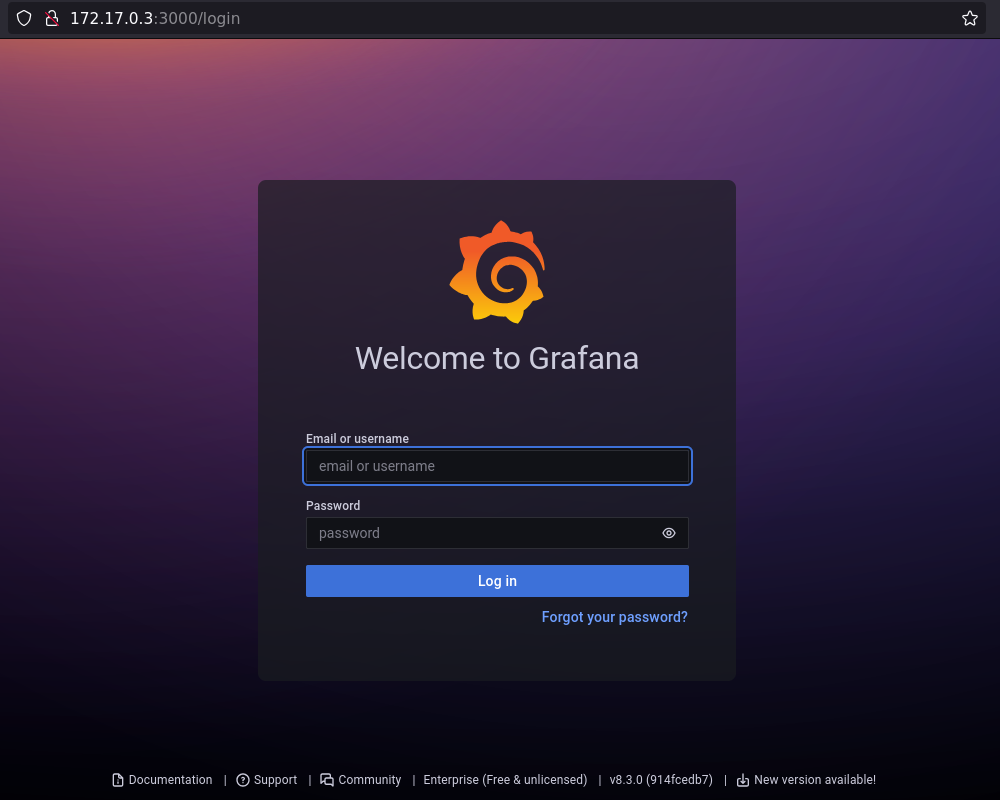 172.17.0.3:3000/login
Welcome to Grafana
Email or username
email or username
Password
password
Log in
Forgot your password?
Documentation | Support | Community | Enterprise (Free & unlicensed) | v8.3.0 (914fcedb7) | New version available!